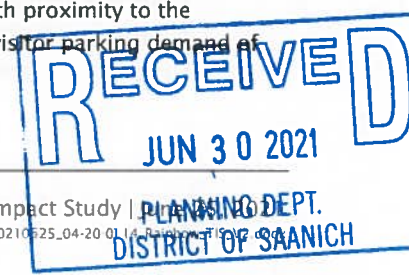 th proximity to the
visitor parking demand of
RECEIVED
JUN 30 2021
mpact Study |
PLANNING DEPT.
DISTRICT OF SAANICH